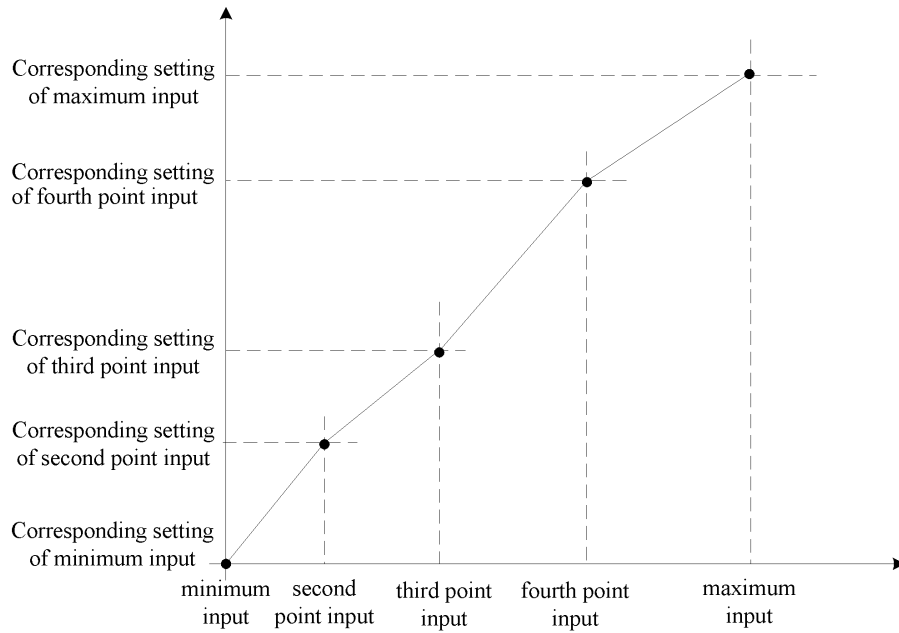 Corresponding setting
of maximum input
Corresponding setting
of fourth point input
Corresponding setting
of third point input
Corresponding setting
of second point input
Corresponding setting
of minimum input
minimum
input
second
point input
third point
input
fourth point
input
maximum
input